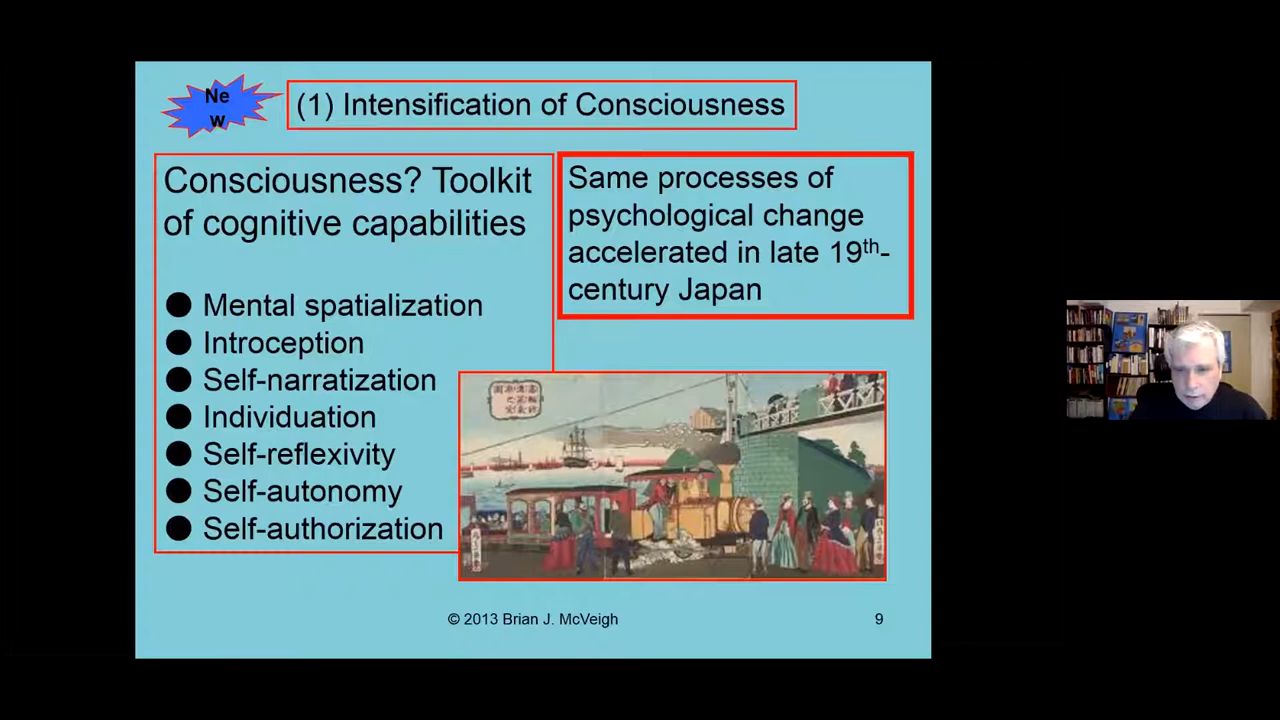 Ne
w
(1) Intensification of Consciousness
Consciousness? Toolkit
of cognitive capabilities
● Mental spatialization
● Introception
● Self-narratization
● Individuation
● Self-reflexivity
● Self-autonomy
● Self-authorization
Same processes of
psychological change
accelerated in late 19th-
century Japan
© 2013 Brian J. McVeigh
9